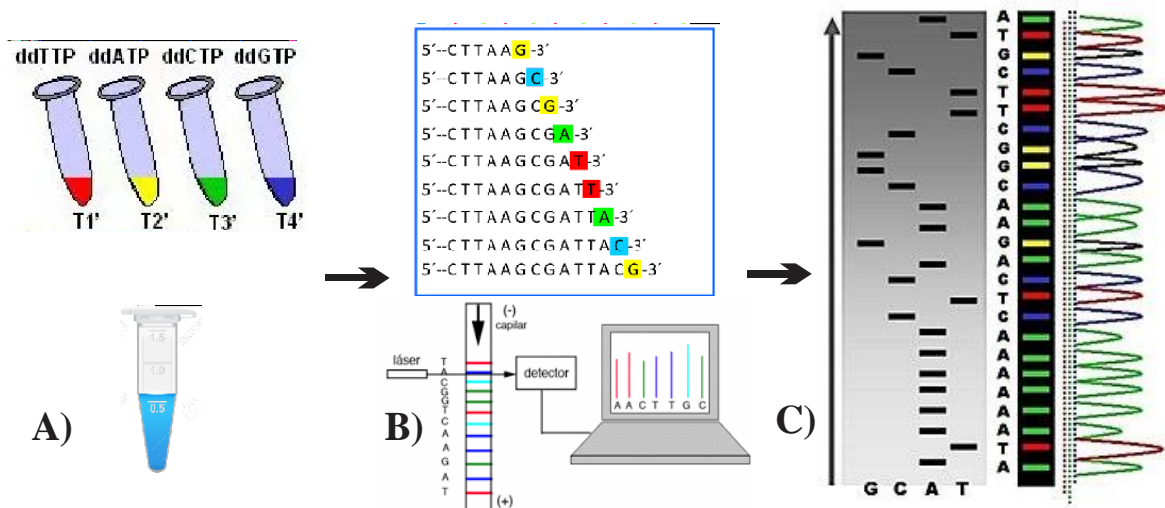 ddTTP ddATP ddCTP ddGTP
T1' T2' T3' T4'
1.5
1.0
0.5
A)
5´--CTTAAG-3´
5´--CTTAAGC-3´
5´--CTTAAGCG-3´
5´--CTTAAGCGA-3´
5´--CTTAAGCGAT-3´
5´--CTTAAGCGATT-3´
5´--CTTAAGCGATTA-3´
5´--CTTAAGCGATTAC-3´
5´--CTTAAGCGATTACG-3´
(-)
capilar
láser
detector
T
A
C
G
G
T
C
A
A
G
A
T
(+)
A A C T T G C
B)
C)
A
T
G
C
T
T
C
G
G
C
A
A
G
A
C
T
C
A
A
A
A
A
A
T
A
G C A T